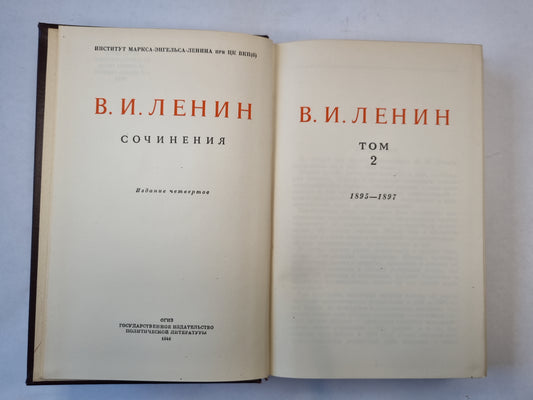 ИНСТИТУТ МАРКСА-ЭНГЕЛЬСА-ЛЕНИНА при ЦК ВКП(б)
В. И. ЛЕНИН
СОЧИНЕНИЯ
Издание четвертое
ОГИЗ
ГОСУДАРСТВЕННОЕ ИЗДАТЕЛЬСТВО
ПОЛИТИЧЕСКОЙ ЛИТЕРАТУРЫ
В. И. ЛЕНИН
ТОМ
2
1895—1897